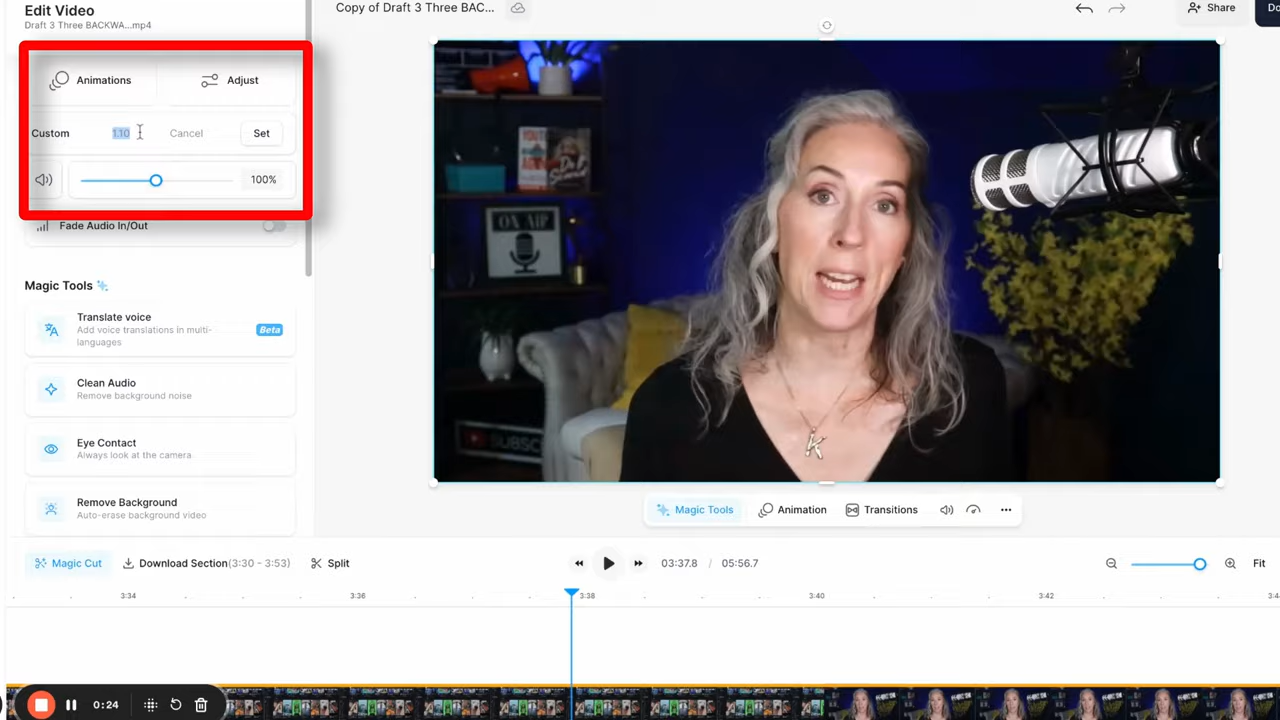 Edit Video
Draft 3 Three BACKWA...mp4
Copy of Draft 3 Three BAC...
Share
Do
Animations
Adjust
Custom 1.10 Cancel Set
100%
Fade Audio In/Out
Magic Tools
Translate voice
Add voice translations in multi-
languages
Beta
Clean Audio
Remove background noise
Eye Contact
Always look at the camera
Remove Background
Auto-erase background video
ON AIR
SUBSC
K
Magic Tools Animation Transitions
Magic Cut Download Section(3:30 - 3:53) Split 03:37.8 / 05:56.7 Fit
3:34 3:36 3:38 3:40 3:42 3:4
0:24